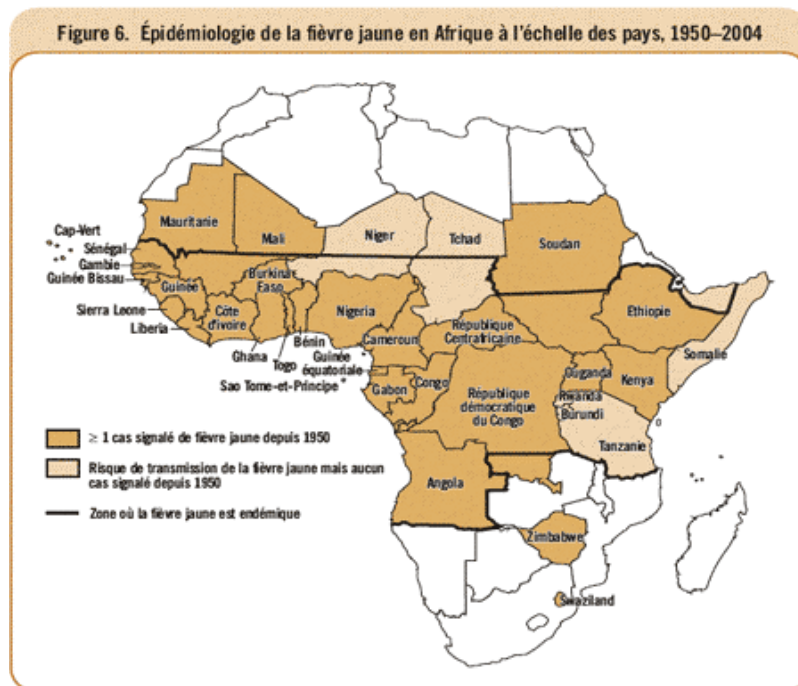 Figure 6. Épidémiologie de la fièvre jaune en Afrique à l'échelle des pays, 1950–2004
Mauritanie
Mali
Niger
Tchad
Soudan
Cap-Vert
Sénégal
Gambie
Guinée Bissau
Guinée
Burkina
Faso
Sierra Leone
Liberia
Côte
d'ivoire
Ghana
Togo
Bénin
Nigeria
Cameroun
République
Centrafricaine
Ethiopie
Somalie
Guinée
équatoriale
Sao Tome-et-Principe
Gabon
Congo
République
démocratique
du Congo
Ouganda
Kenya
Rwanda
Burundi
Tanzanie
Angola
Zimbabwe
Swaziland
≥ 1 cas signalé de fièvre jaune depuis 1950
Risque de transmission de la fièvre jaune mais aucun
cas signalé depuis 1950
Zone où la fièvre jaune est endémique